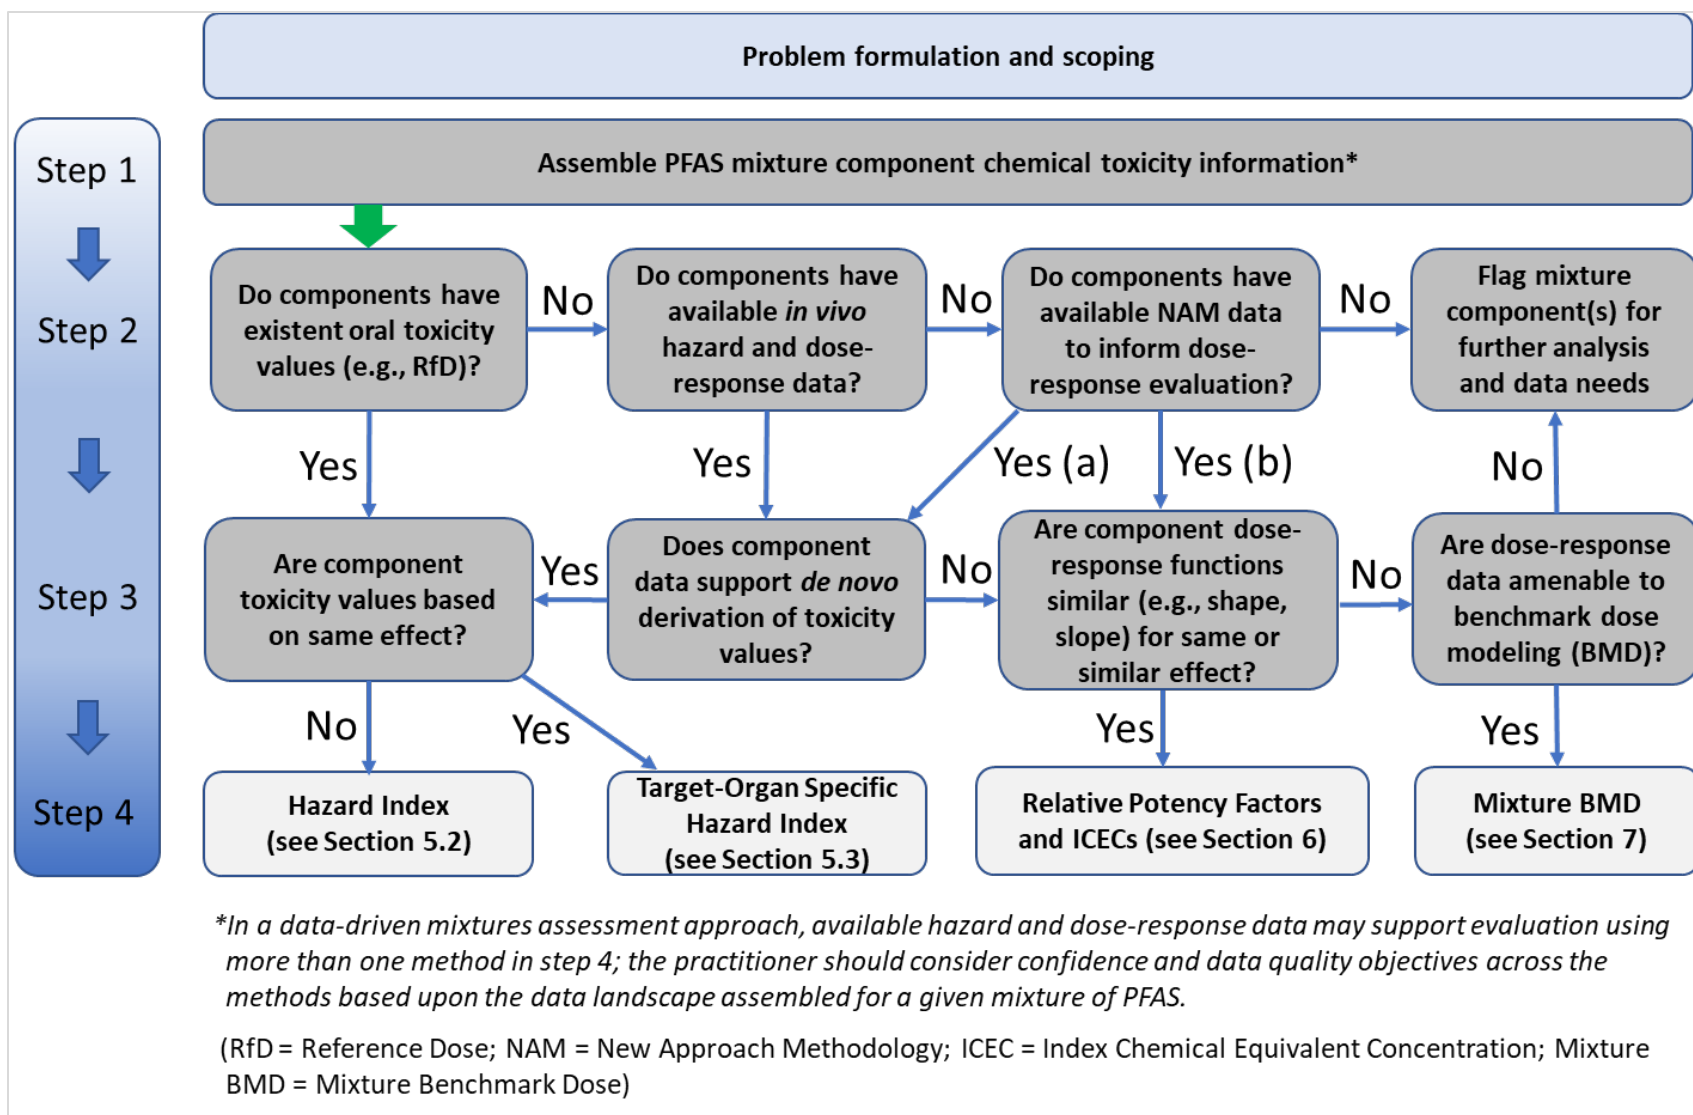 Problem formulation and scoping
Step 1
Assemble PFAS mixture component chemical toxicity information*
Step 2
Do components have
existent oral toxicity
values (e.g., RfD)?
No
Do components have
available in vivo
hazard and dose-
response data?
No
Do components have
available NAM data
to inform dose-
response evaluation?
No
Flag mixture
component(s) for
further analysis
and data needs
Yes
Yes
Yes (a)
Yes (b)
No
Step 3
Are component
toxicity values based
on same effect?
Yes
Does component
data support de novo
derivation of toxicity
values?
No
Are component dose-
response functions
similar (e.g., shape,
slope) for same or
similar effect?
No
Are dose-response
data amenable to
benchmark dose
modeling (BMD)?
No
Yes
Yes
Yes
Step 4
Hazard Index
(see Section 5.2)
Target-Organ Specific
Hazard Index
(see Section 5.3)
Relative Potency Factors
and ICECs (see Section 6)
Mixture BMD
(see Section 7)
*In a data-driven mixtures assessment approach, available hazard and dose-response data may support evaluation using
more than one method in step 4; the practitioner should consider confidence and data quality objectives across the
methods based upon the data landscape assembled for a given mixture of PFAS.
(RfD = Reference Dose; NAM = New Approach Methodology; ICEC = Index Chemical Equivalent Concentration; Mixture
BMD = Mixture Benchmark Dose)